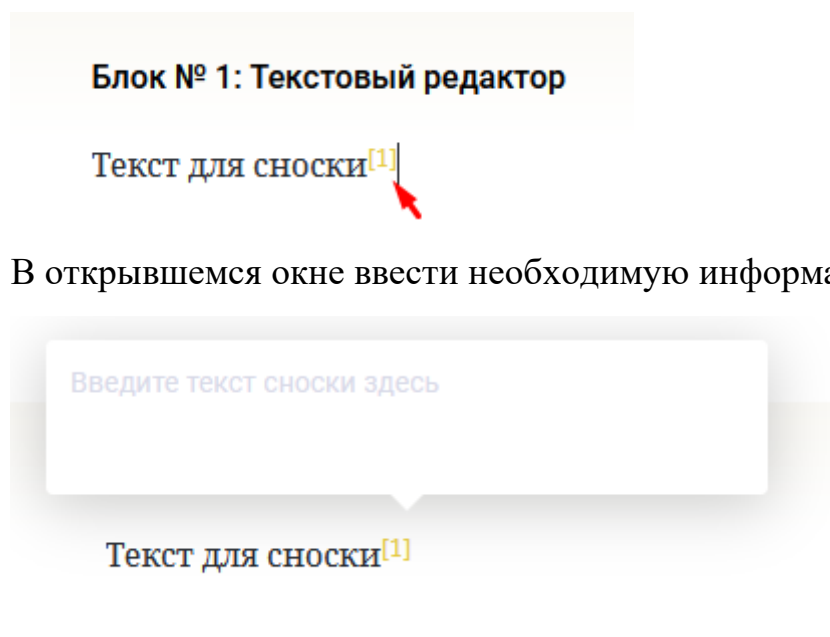 Блок № 1: Текстовый редактор
Текст для сноски[1]
В открывшемся окне ввести необходимую информа
Введите текст сноски здесь
Текст для сноски[1]